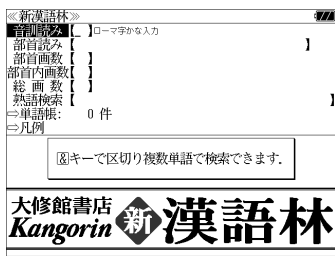 ≪新漢語林≫
音訓読み【_ 】ローマ字かな入力
部首読み【 】
部首画数【 】
部首内画数【 】
総 画 数【 】
熟語検索【 】
⇨単語帳: 0 件
⇨凡例
&キーで区切り複数単語で検索できます.
大修館書店
Kangorin
新漢語林